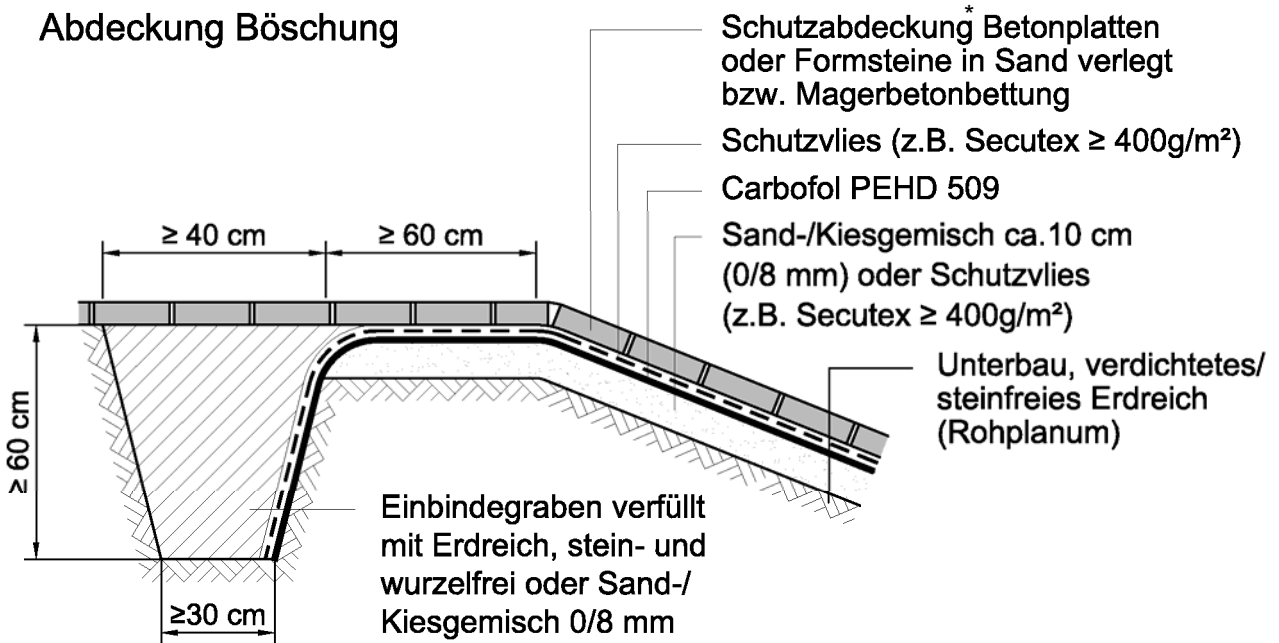 Abdeckung Böschung
Schutzabdeckung* Betonplatten
oder Formsteine in Sand verlegt
bzw. Magerbetonbettung
Schutzvlies (z.B. Secutex ≥ 400g/m²)
Carbofol PEHD 509
Sand-/Kiesgemisch ca.10 cm
(0/8 mm) oder Schutzvlies
(z.B. Secutex ≥ 400g/m²)
≥ 40 cm
≥ 60 cm
Unterbau, verdichtetes/
steinfreies Erdreich
(Rohplanum)
≥ 60 cm
Einbindegraben verfüllt
mit Erdreich, stein- und
wurzelfrei oder Sand-/
Kiesgemisch 0/8 mm
≥30 cm